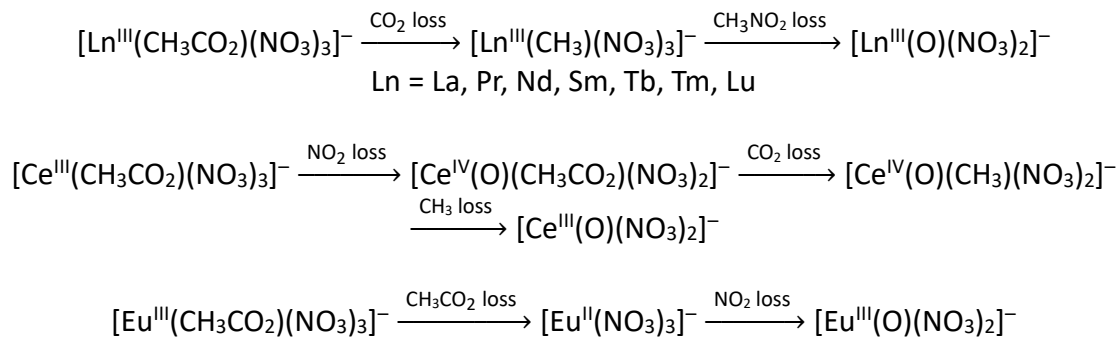 [Ln^III(CH₃CO₂)(NO₃)₃]⁻ —CO₂ loss→ [Ln^III(CH₃)(NO₃)₃]⁻ —CH₃NO₂ loss→ [Ln^III(O)(NO₃)₂]⁻
Ln = La, Pr, Nd, Sm, Tb, Tm, Lu
[Ce^III(CH₃CO₂)(NO₃)₃]⁻ —NO₂ loss→ [Ce^IV(O)(CH₃CO₂)(NO₃)₂]⁻ —CO₂ loss→ [Ce^IV(O)(CH₃)(NO₃)₂]⁻
—CH₃ loss→ [Ce^III(O)(NO₃)₂]⁻
[Eu^III(CH₃CO₂)(NO₃)₃]⁻ —CH₃CO₂ loss→ [Eu^II(NO₃)₃]⁻ —NO₂ loss→ [Eu^III(O)(NO₃)₂]⁻